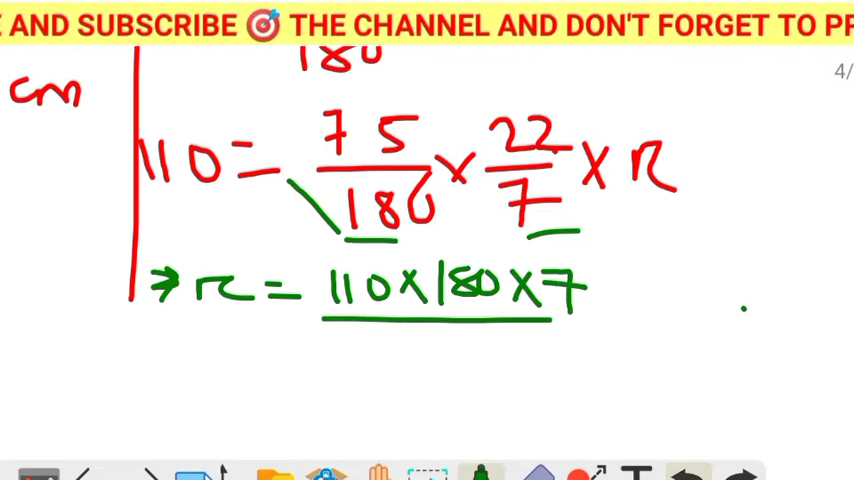 E AND SUBSCRIBE 🎯 THE CHANNEL AND DON'T FORGET TO PR
4/
180
cm
110 = 75/180 × 22/7 × r
⇒ r = 110×180×7
T